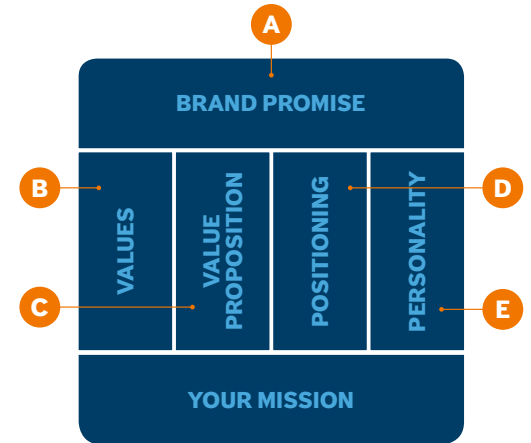 A
BRAND PROMISE
B
VALUES
C
VALUE
PROPOSITION
POSITIONING
D
PERSONALITY
E
YOUR MISSION